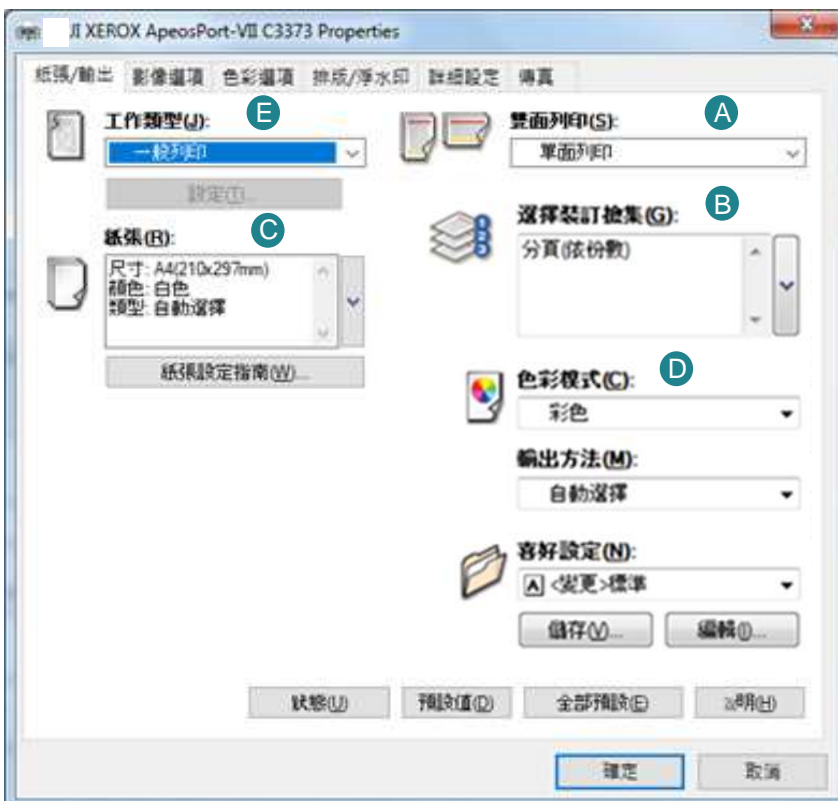 JI XEROX ApeosPort-VII C3373 Properties
紙張/輸出 影像選項 色彩選項 排版/浮水印 詳細設定 傳真
工作類型(J): E
一般列印
設定(T)...
紙張(R): C
尺寸: A4(210x297mm)
顏色: 白色
類型: 自動選擇
紙張設定指南(W)...
雙面列印(S): A
單面列印
選擇裝訂檢集(G): B
分頁(依份數)
1
2
3
色彩模式(C): D
彩色
輸出方法(M):
自動選擇
喜好設定(N):
A <變更>標準
儲存(V)... 編輯(I)...
狀態(U) 預設值(D) 全部預設(E) 說明(H)
確定 取消